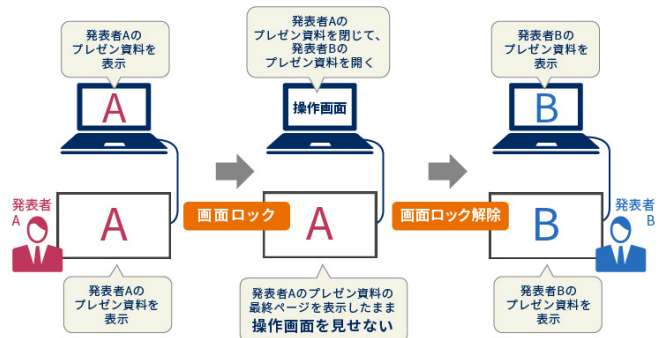 発表者Aの
プレゼン資料を
表示
A
発表者Aの
プレゼン資料を閉じて、
発表者Bの
プレゼン資料を開く
操作画面
発表者Bの
プレゼン資料を
表示
B
発表者
A
A
画面ロック
A
画面ロック解除
B
発表者
B
発表者Aの
プレゼン資料を
表示
発表者Aのプレゼン資料の
最終ページを表示したまま
操作画面を見せない
発表者Bの
プレゼン資料を
表示